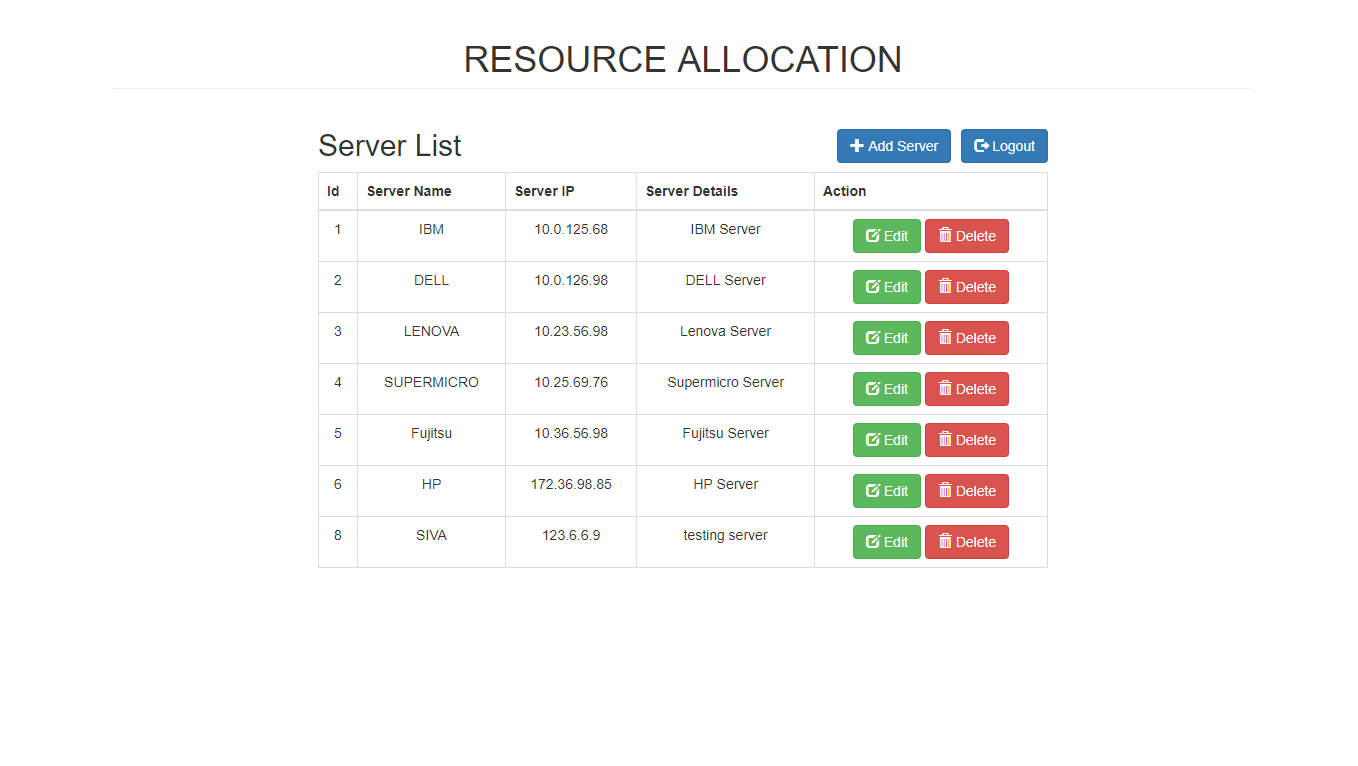 RESOURCE ALLOCATION
Server List Add Server Logout
Id Server Name Server IP Server Details Action
1 IBM 10.0.125.68 IBM Server Edit Delete
2 DELL 10.0.126.98 DELL Server Edit Delete
3 LENOVA 10.23.56.98 Lenova Server Edit Delete
4 SUPERMICRO 10.25.69.76 Supermicro Server Edit Delete
5 Fujitsu 10.36.56.98 Fujitsu Server Edit Delete
6 HP 172.36.98.85 HP Server Edit Delete
8 SIVA 123.6.6.9 testing server Edit Delete